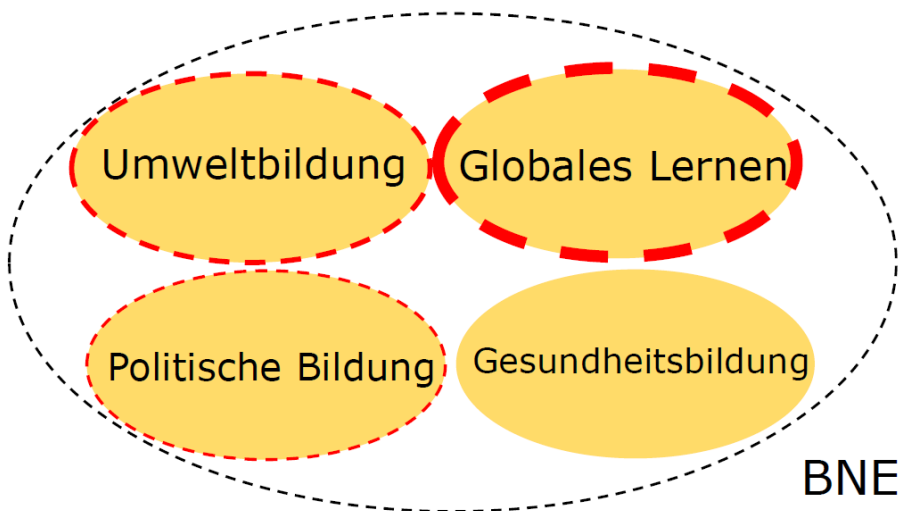 Umweltbildung
Globales Lernen
Politische Bildung
Gesundheitsbildung
BNE